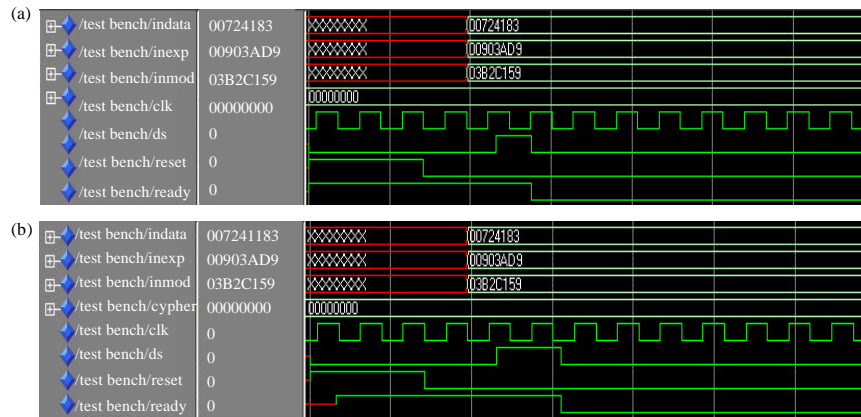 (a)
/test bench/indata 00724183 00724183
/test bench/inexp 00903AD9 00903AD9
/test bench/inmod 03B2C159 03B2C159
00000000
/test bench/clk 00000000
/test bench/ds 0
/test bench/reset 0
/test bench/ready 0
(b)
/test bench/indata 007241183 00724183
/test bench/inexp 00903AD9 00903AD9
/test bench/inmod 03B2C159 03B2C159
/test bench/cypher 00000000 00000000
/test bench/clk 0
/test bench/ds 0
/test bench/reset 0
/test bench/ready 0